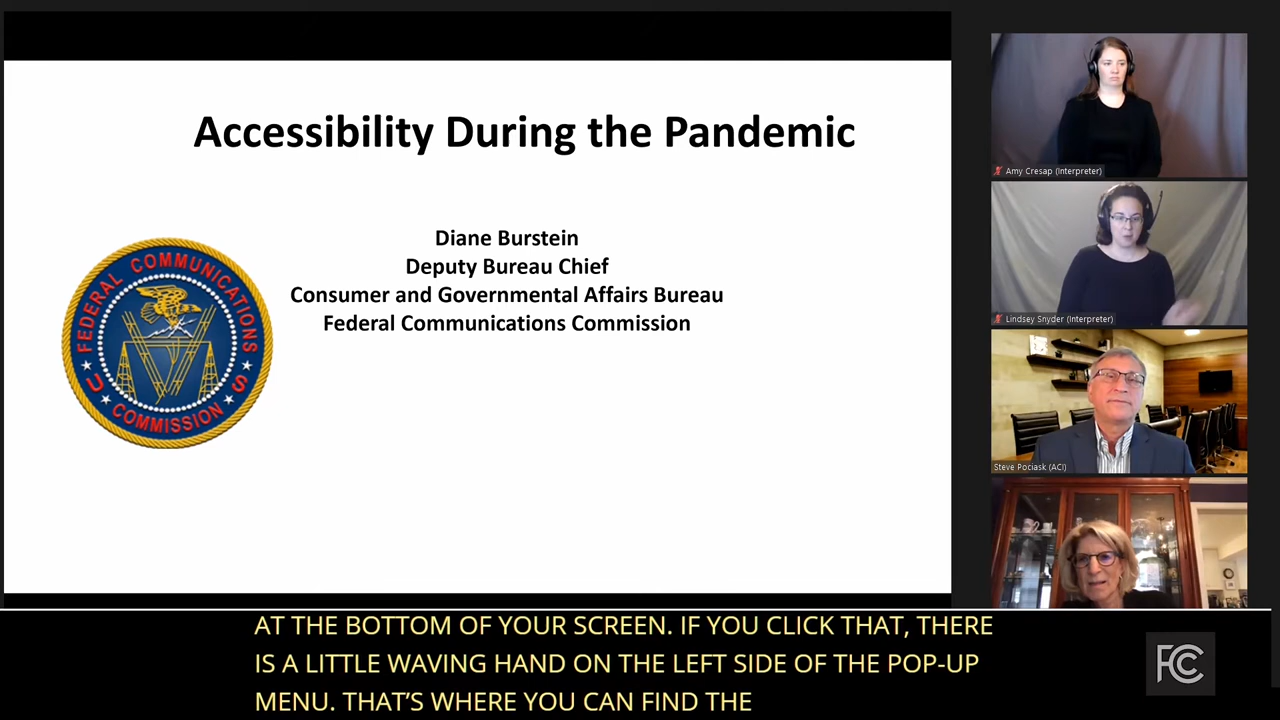 Accessibility During the Pandemic
Diane Burstein
Deputy Bureau Chief
Consumer and Governmental Affairs Bureau
Federal Communications Commission
FEDERAL COMMUNICATIONS
U S
COMMISSION
Amy Cresap (Interpreter)
Lindsey Snyder (Interpreter)
Steve Pociask (ACI)
AT THE BOTTOM OF YOUR SCREEN. IF YOU CLICK THAT, THERE
IS A LITTLE WAVING HAND ON THE LEFT SIDE OF THE POP-UP
MENU. THAT'S WHERE YOU CAN FIND THE
FCC